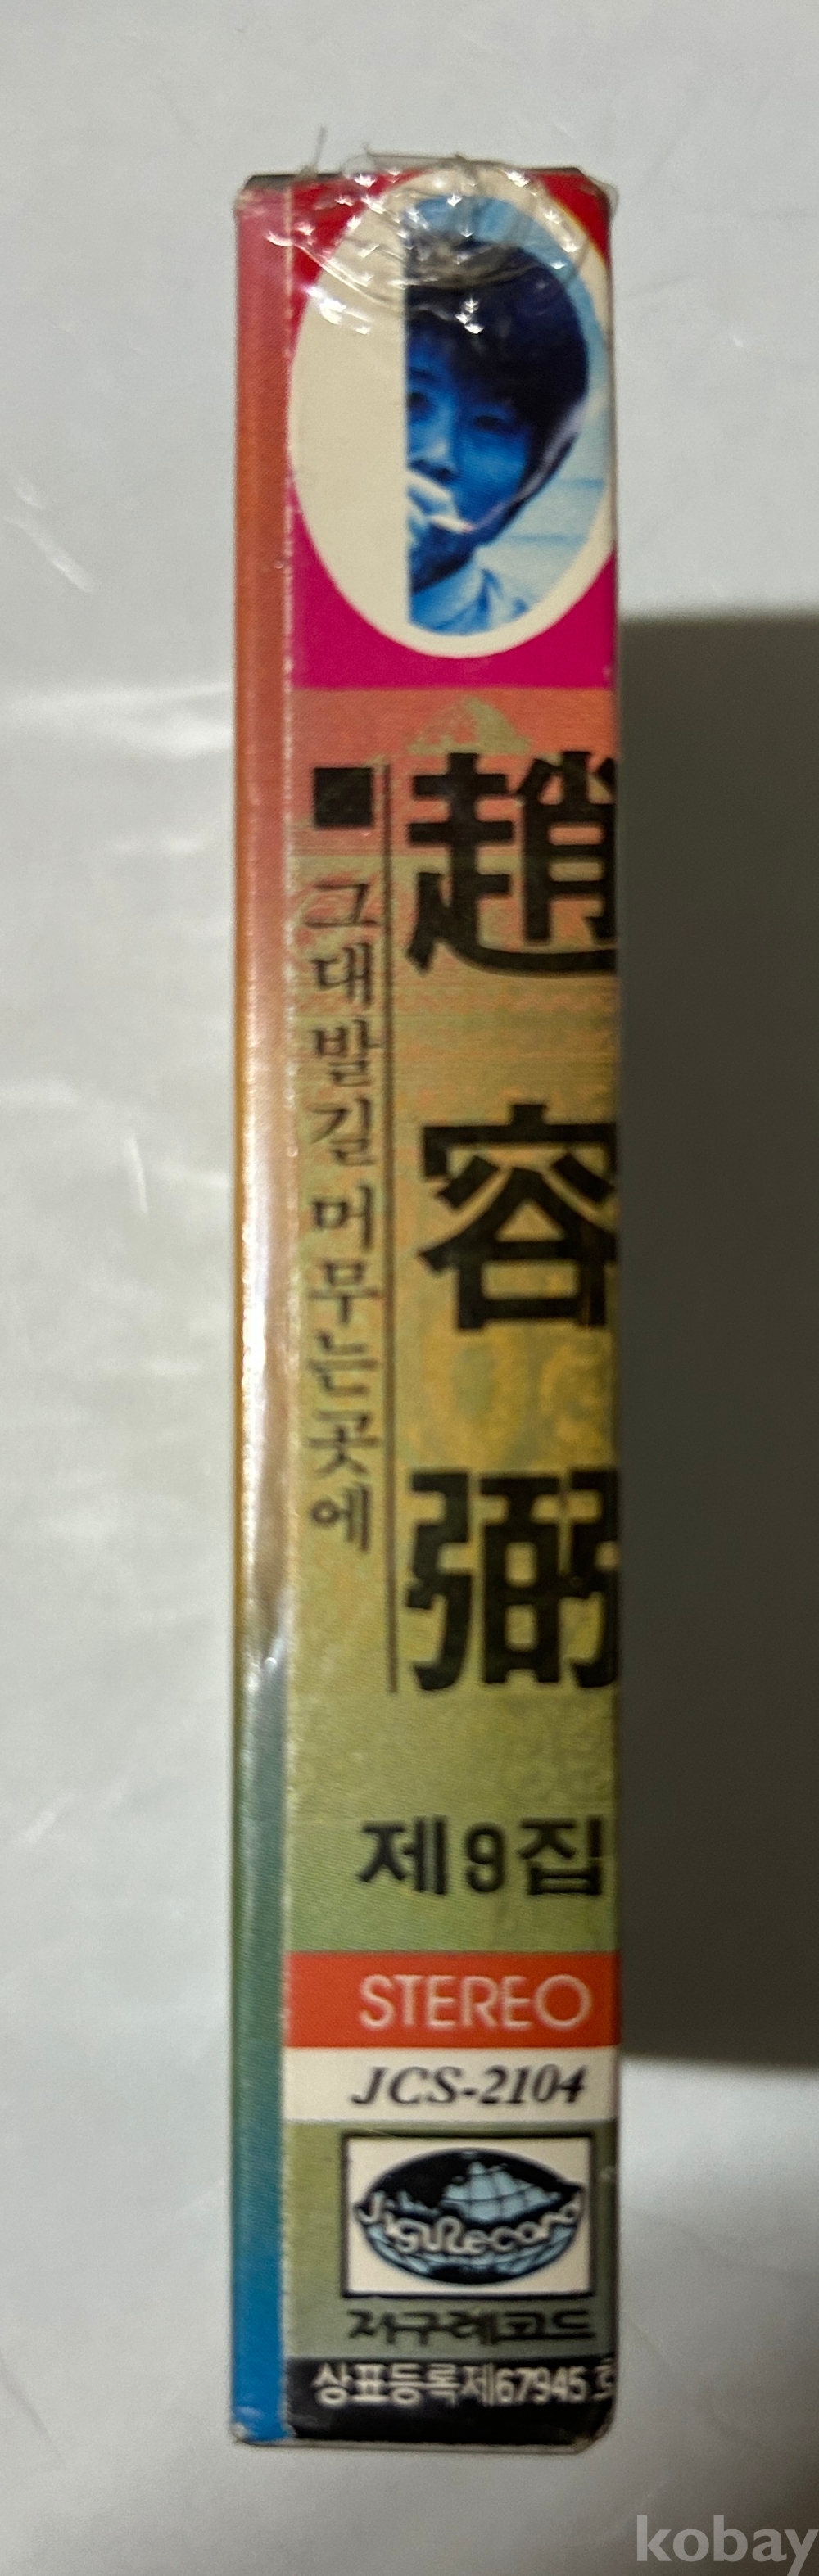 趙容弼
■ 그대 발길 머무는 곳에
제9집
STEREO
JCS-2104
JiguRecord
지구레코드
상표등록제67945호
kobay